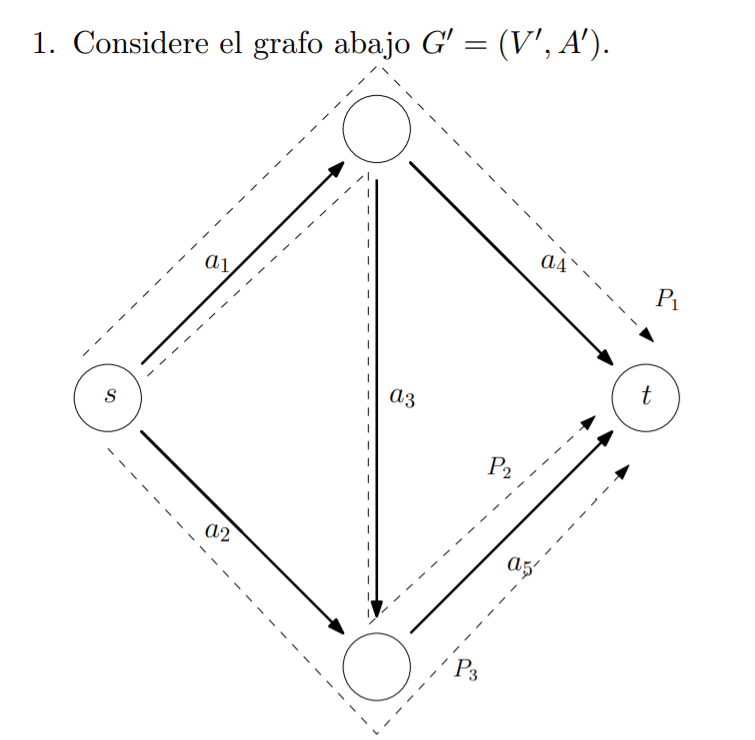 1. Considere el grafo abajo G′ = (V′, A′).
a₁
a₄
P₁
s
a₃
t
P₂
a₂
a₅
P₃